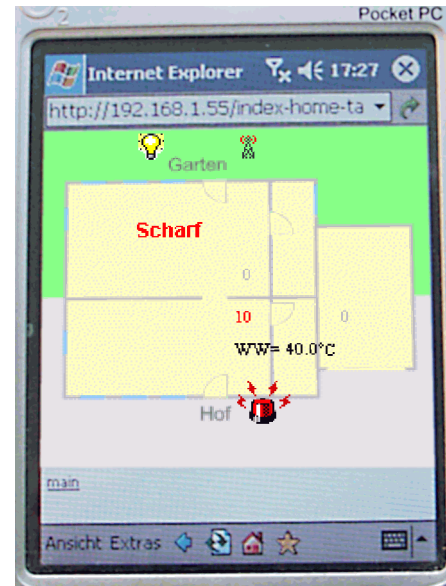 2
Pocket PC
Internet Explorer 17:27
http://192.168.1.55/index-home-ta
Garten
Scharf
0
10 0
WW= 40.0°C
Hof
main
Ansicht Extras